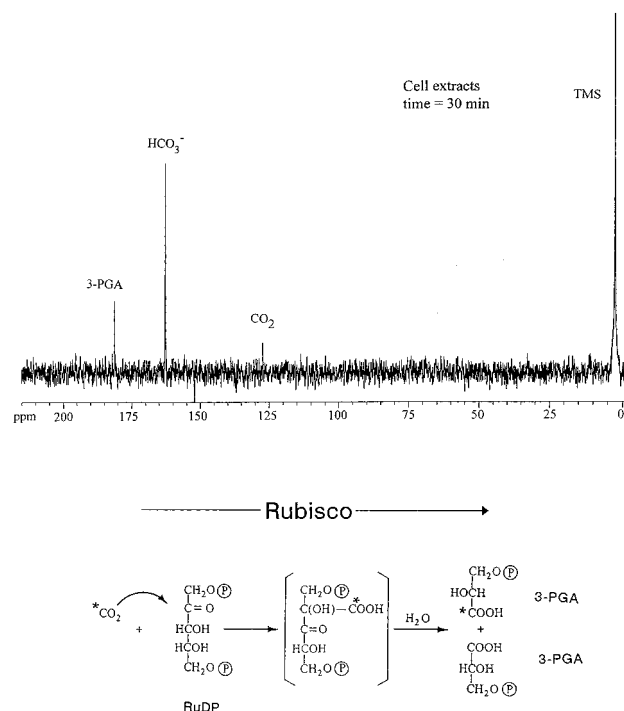 Cell extracts
time = 30 min
TMS
HCO3-
3-PGA
CO2
ppm 200 175 150 125 100 75 50 25 0
Rubisco
*CO2
+
CH2O P
C=O
HCOH
HCOH
CH2O P
RuDP
CH2O P
C(OH)—*COOH
C=O
HCOH
CH2O P
H2O
CH2O P
HOCH
*COOH
3-PGA
+
COOH
HCOH
CH2O P
3-PGA